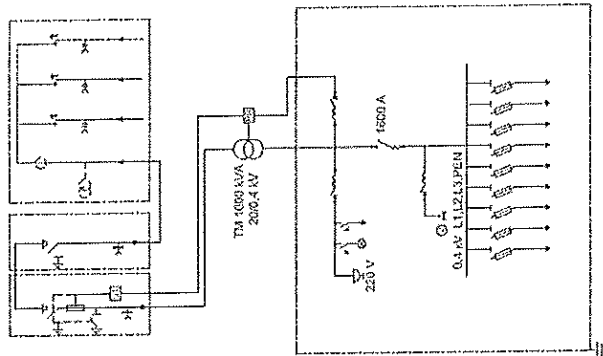 TM 1000 kVA
20/0.4 kV
1600 A
0.4 kV L1,L2,L3,PEN
220 V